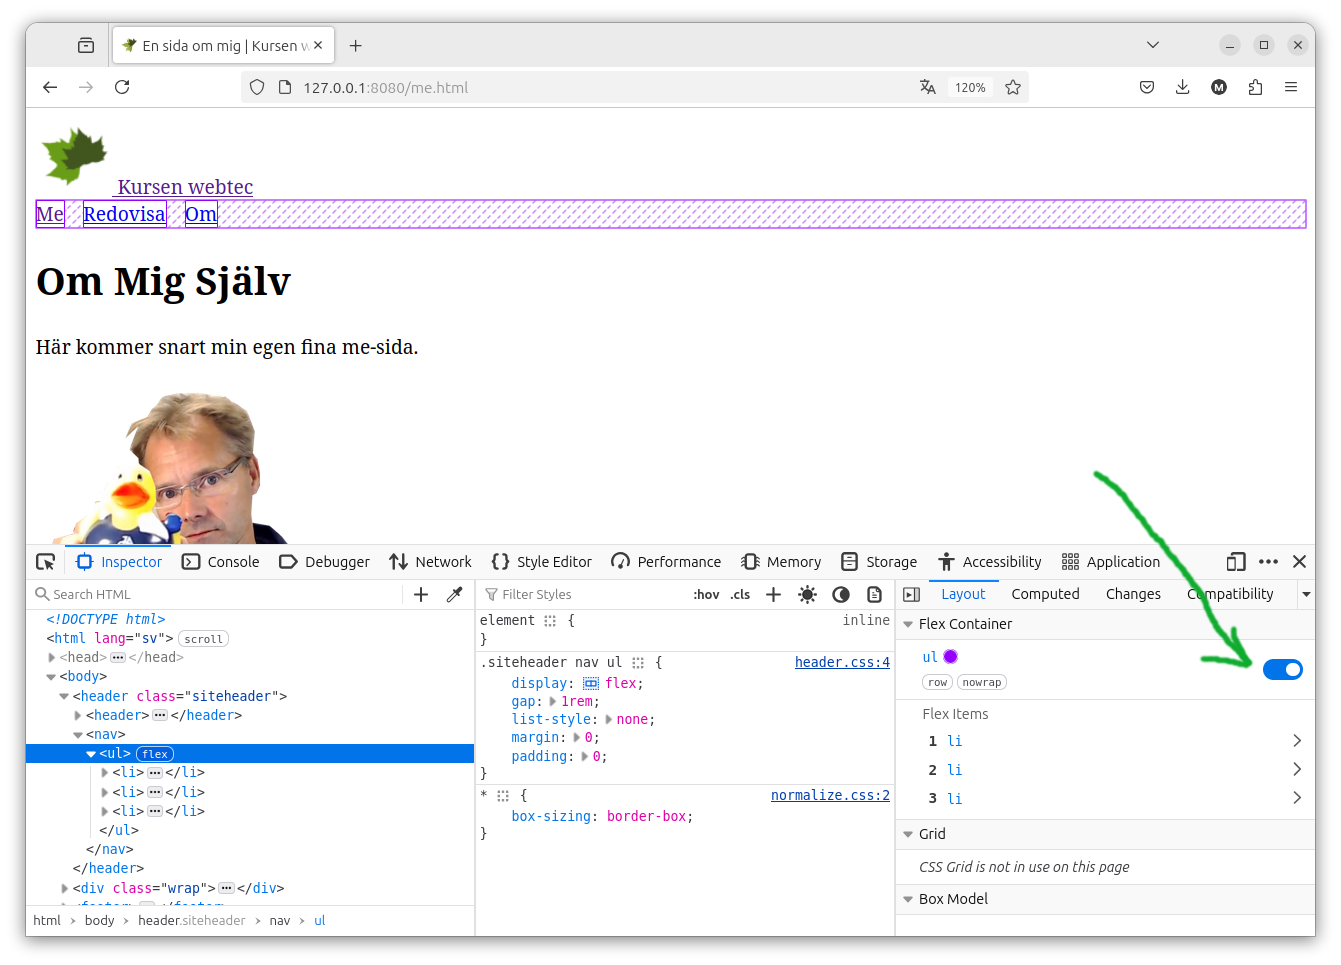 En sida om mig | Kursen w
127.0.0.1:8080/me.html
120%
M
Kursen webtec
Me Redovisa Om
Om Mig Själv
Här kommer snart min egen fina me-sida.
Inspector Console Debugger Network Style Editor Performance Memory Storage Accessibility Application
Search HTML
<!DOCTYPE html>
<html lang="sv"> scroll
<head> ••• </head>
<body>
<header class="siteheader">
<header> ••• </header>
<nav>
<ul> flex
<li> ••• </li>
<li> ••• </li>
<li> ••• </li>
</ul>
</nav>
</header>
<div class="wrap"> ••• </div>
<footer> ••• </footer>
html > body > header.siteheader > nav > ul
Filter Styles :hov .cls
element { inline
}
.siteheader nav ul { header.css:4
display: flex;
gap: 1rem;
list-style: none;
margin: 0;
padding: 0;
}
* { normalize.css:2
box-sizing: border-box;
}
Layout Computed Changes Compatibility
Flex Container
ul
row nowrap
Flex Items
1 li
2 li
3 li
Grid
CSS Grid is not in use on this page
Box Model